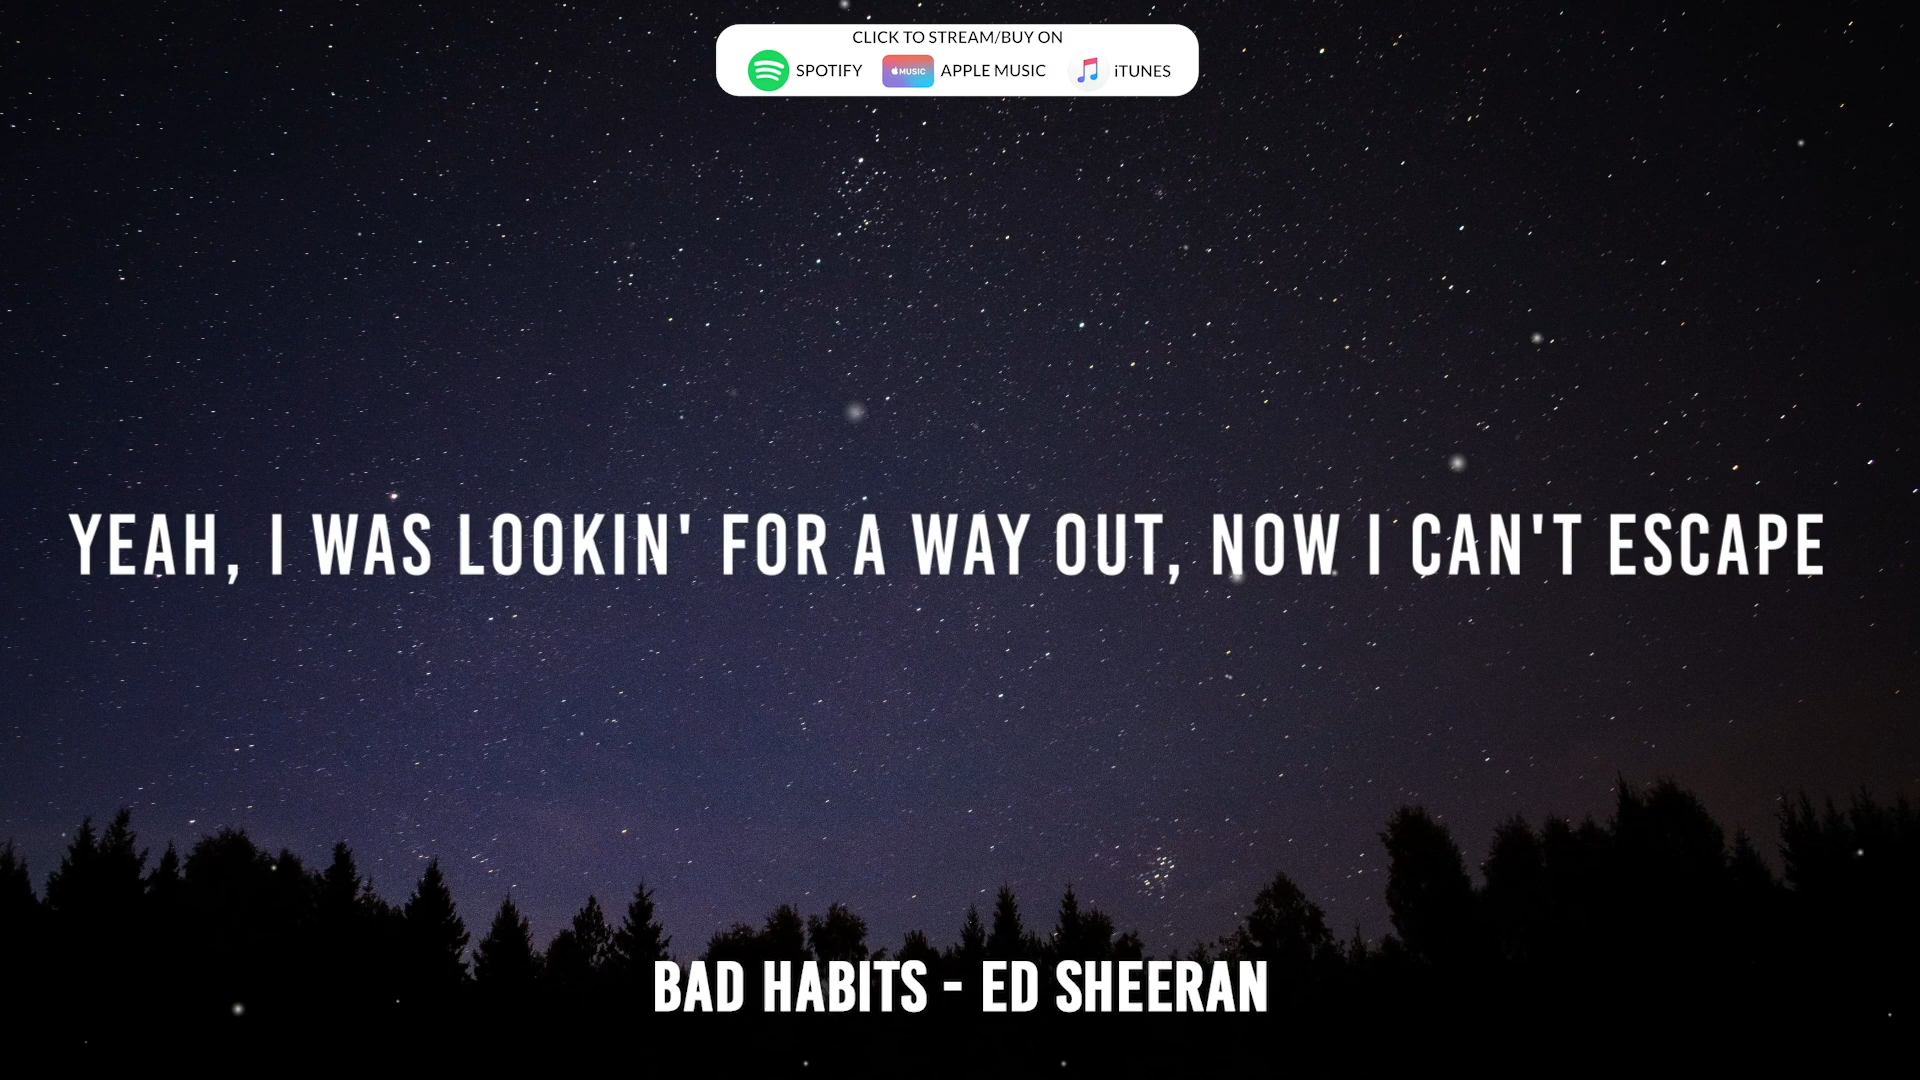 CLICK TO STREAM/BUY ON
SPOTIFY MUSIC APPLE MUSIC iTUNES
YEAH, I WAS LOOKIN' FOR A WAY OUT, NOW I CAN'T ESCAPE
BAD HABITS - ED SHEERAN